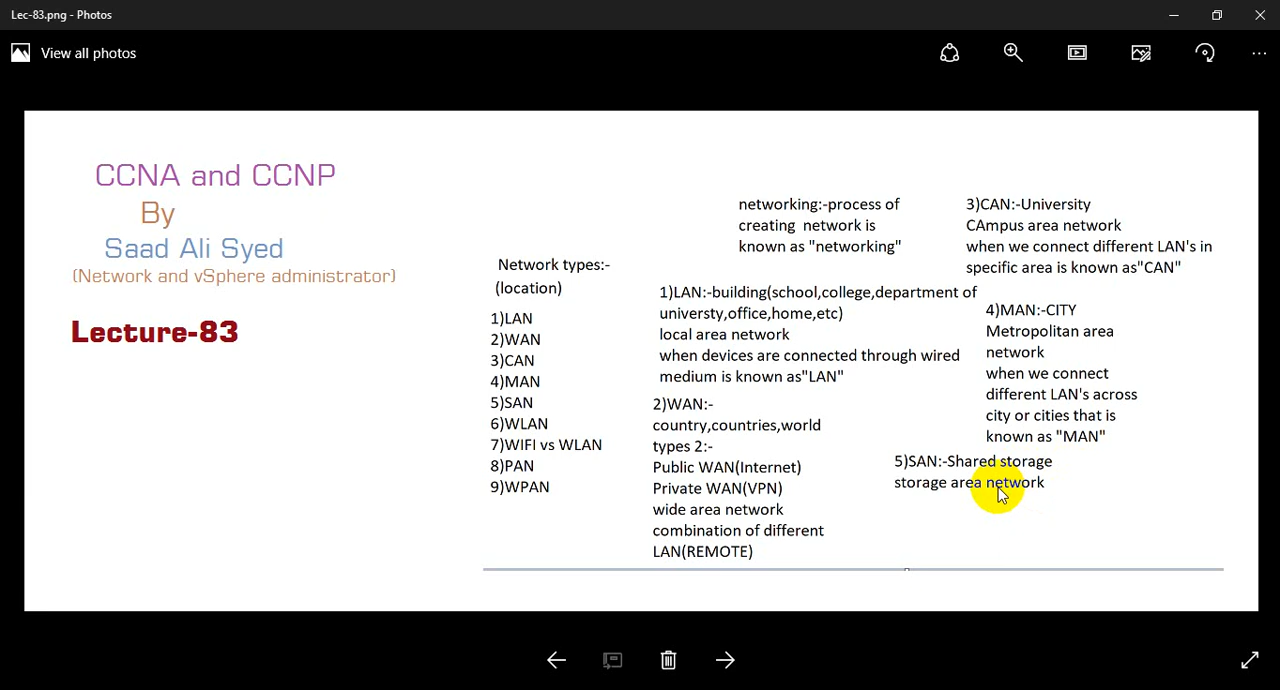 Lec-83.png - Photos
View all photos
CCNA and CCNP
By
Saad Ali Syed
(Network and vSphere administrator)
Lecture-83
Network types:-
(location)
1)LAN
2)WAN
3)CAN
4)MAN
5)SAN
6)WLAN
7)WIFI vs WLAN
8)PAN
9)WPAN
networking:-process of
creating network is
known as "networking"
1)LAN:-building(school,college,department of
universty,office,home,etc)
local area network
when devices are connected through wired
medium is known as"LAN"
2)WAN:-
country,countries,world
types 2:-
Public WAN(Internet)
Private WAN(VPN)
wide area network
combination of different
LAN(REMOTE)
3)CAN:-University
CAmpus area network
when we connect different LAN's in
specific area is known as"CAN"
4)MAN:-CITY
Metropolitan area
network
when we connect
different LAN's across
city or cities that is
known as "MAN"
5)SAN:-Shared storage
storage area network